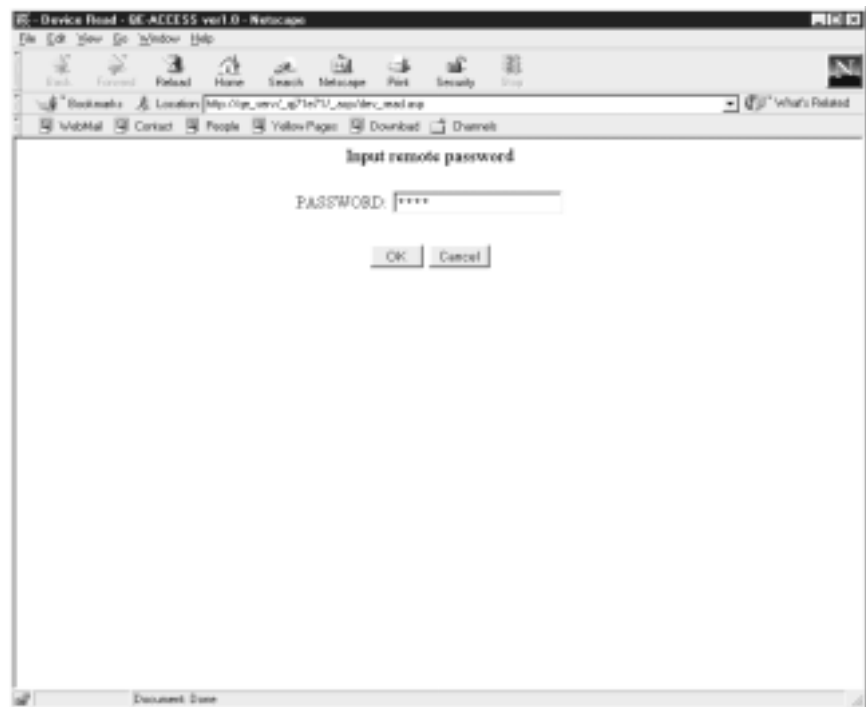 - Device Read - QE-ACCESS ver1.0 - Netscape
File Edit View Go Window Help
Back Forward Reload Home Search Netscape Print Security Stop
Bookmarks Location What's Related
WebMail Contact People Yellow Pages Download Channels
Input remote password
PASSWORD: ****
OK Cancel
Document: Done